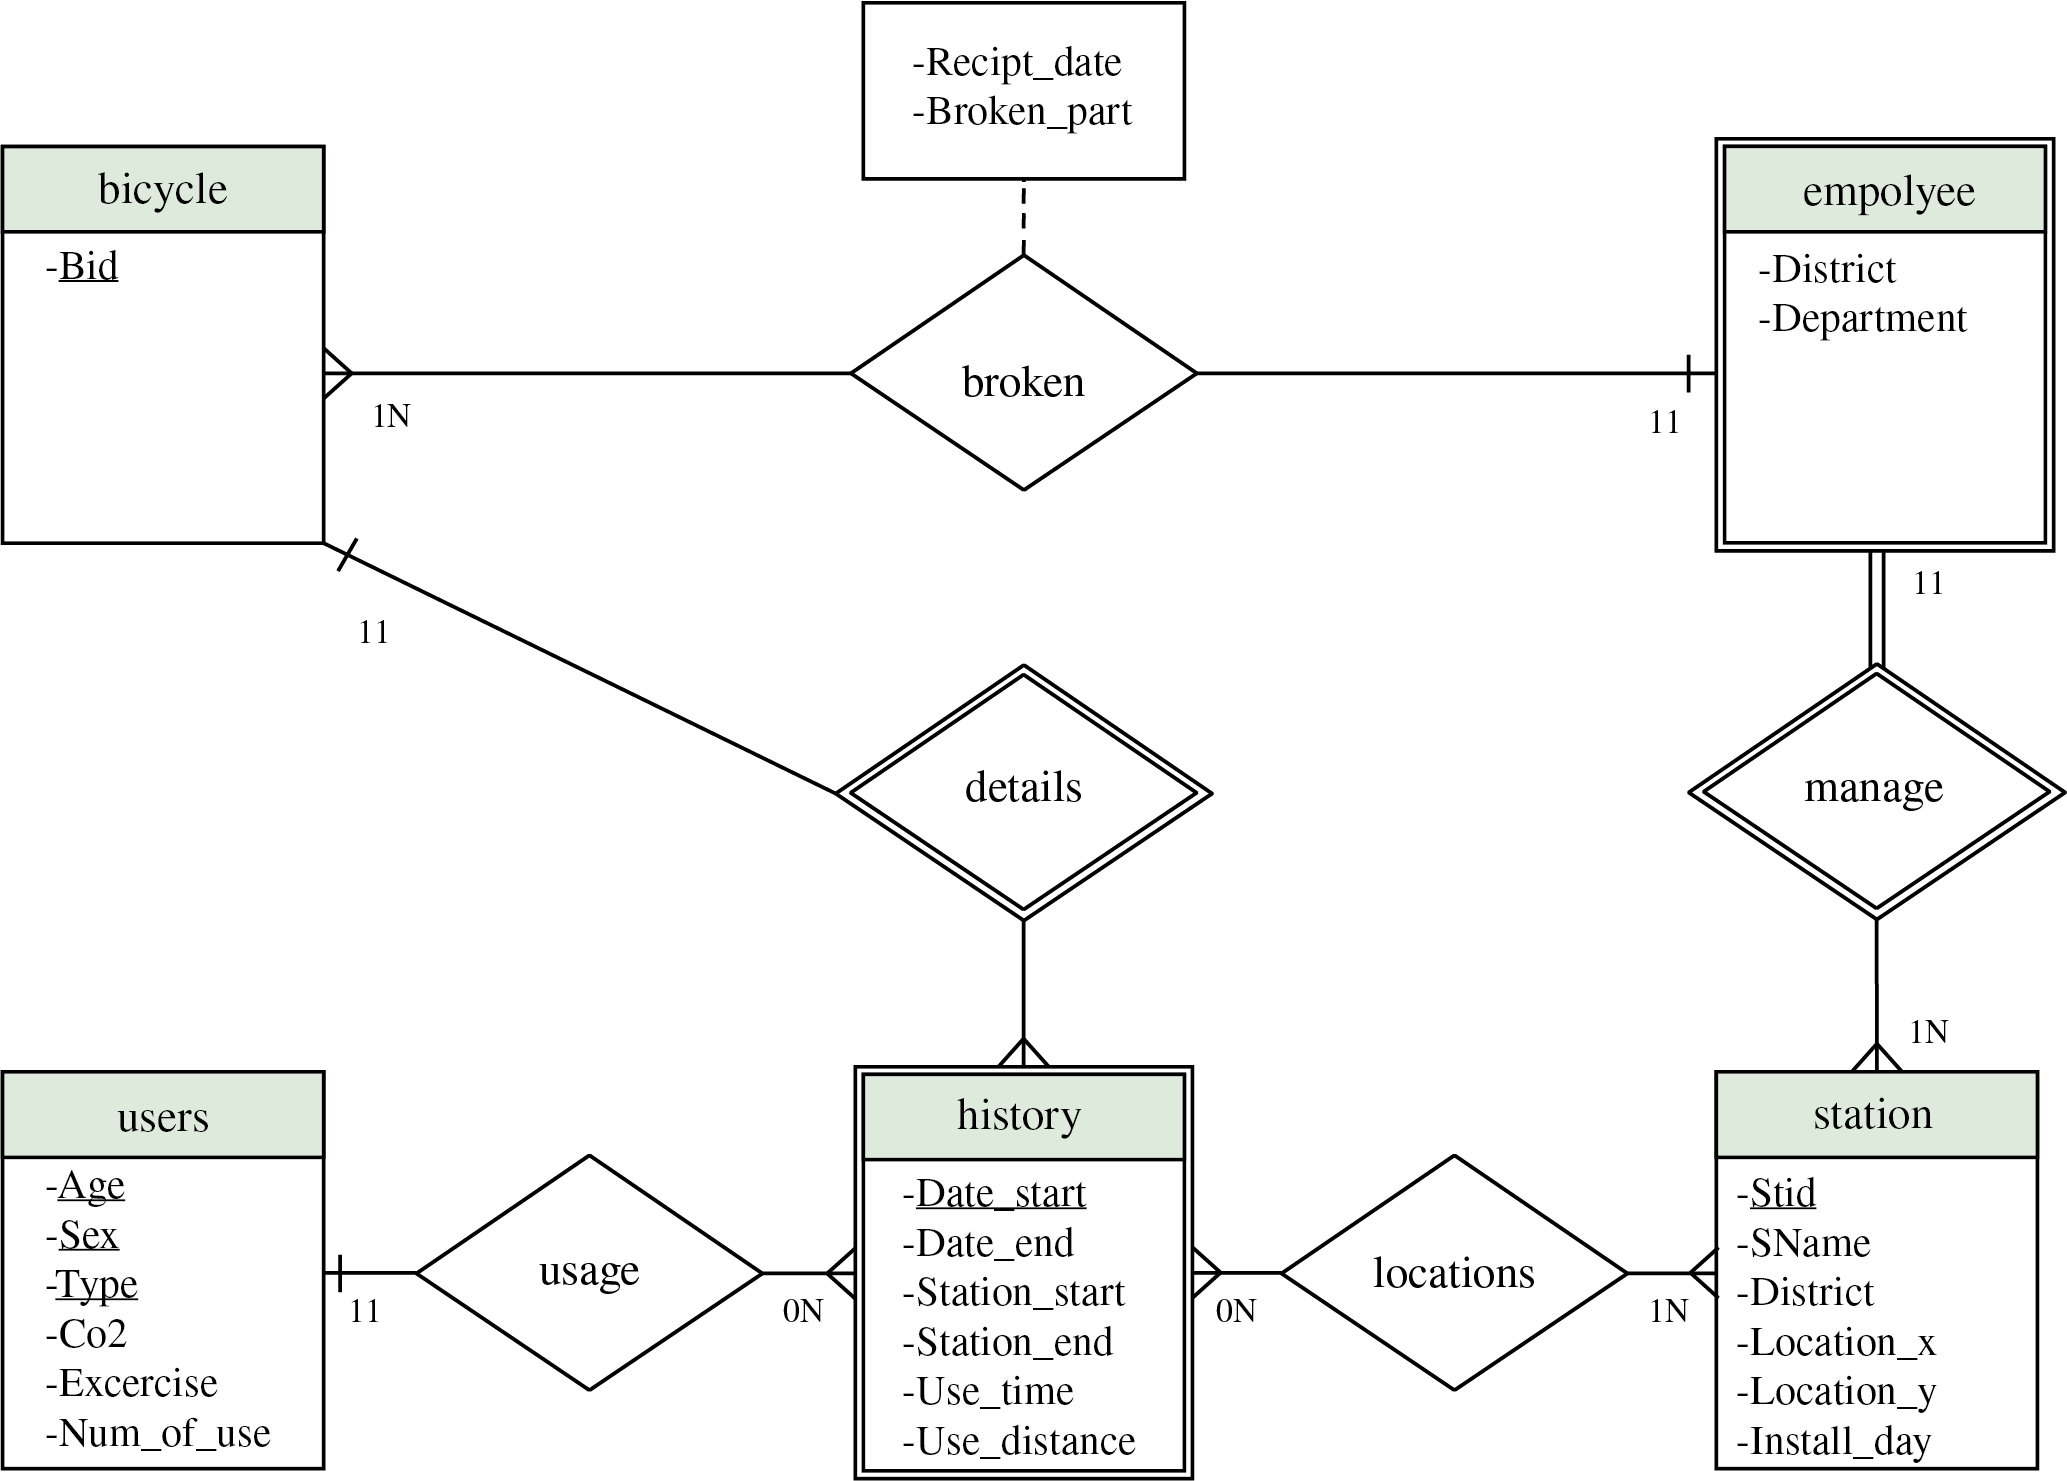 -Recipt_date
-Broken_part
bicycle
-Bid
empolyee
-District
-Department
broken
1N
11
11
11
details
manage
1N
users
-Age
-Sex
-Type
-Co2
-Excercise
-Num_of_use
usage
11
0N
history
-Date_start
-Date_end
-Station_start
-Station_end
-Use_time
-Use_distance
locations
0N
1N
station
-Stid
-SName
-District
-Location_x
-Location_y
-Install_day